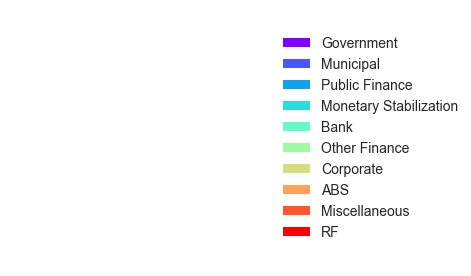 Government
Municipal
Public Finance
Monetary Stabilization
Bank
Other Finance
Corporate
ABS
Miscellaneous
RF